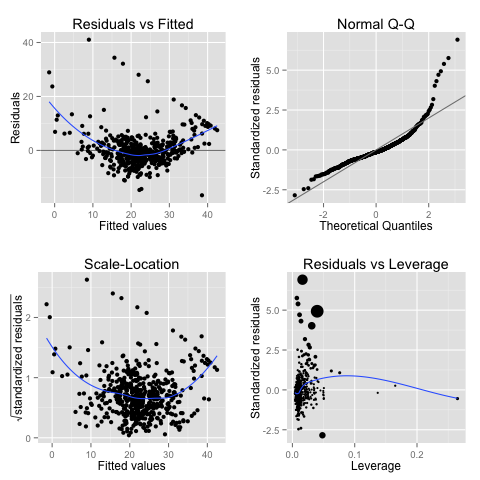 Residuals vs Fitted
Residuals
40
20
0
0
10
20
30
40
Fitted values
Normal Q-Q
Standardized residuals
5.0
2.5
0.0
-2.5
-2
0
2
Theoretical Quantiles
Scale-Location
√standardized residuals
2
1
0
0
10
20
30
40
Fitted values
Residuals vs Leverage
Standardized residuals
5.0
2.5
0.0
-2.5
0.0
0.1
0.2
Leverage